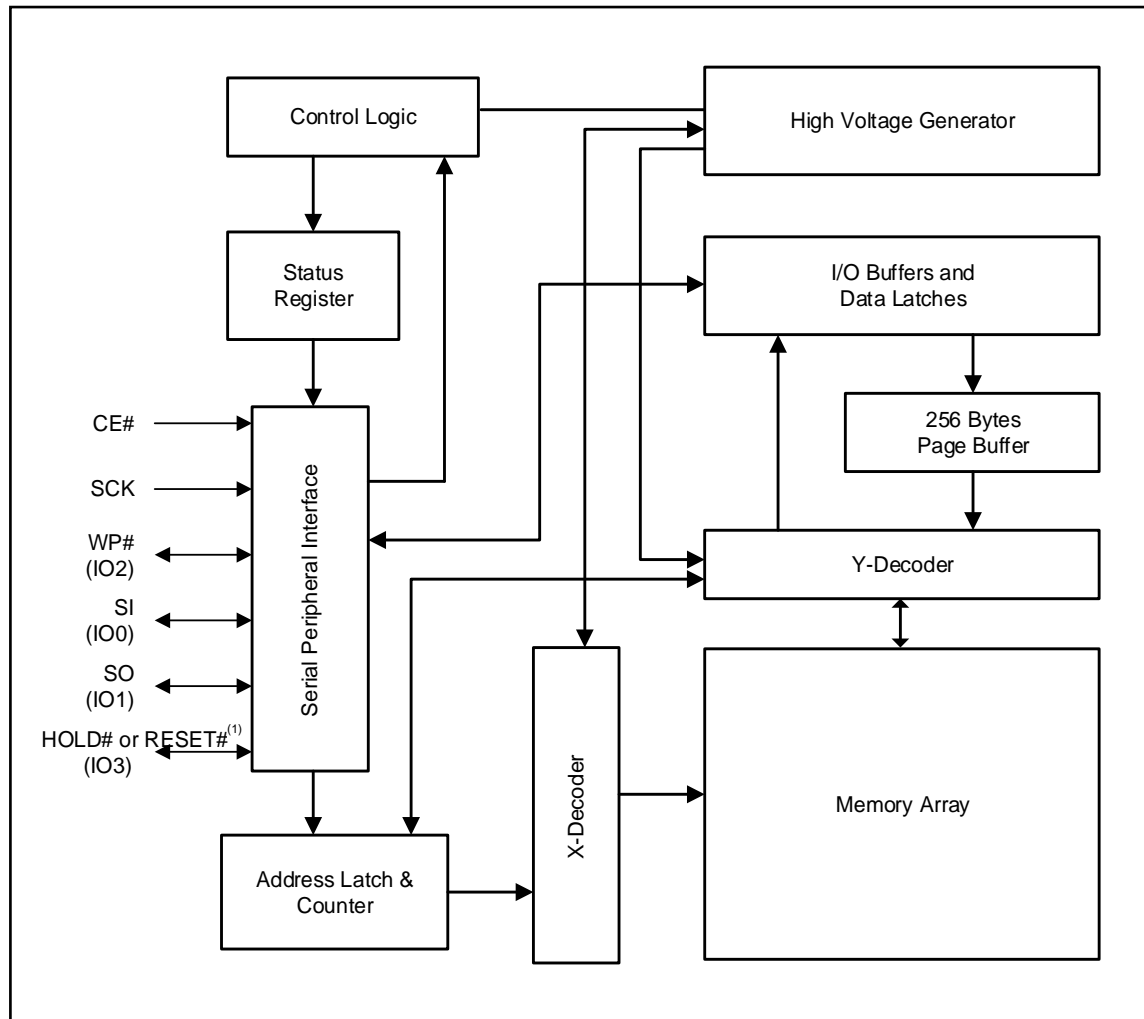 Control Logic
High Voltage Generator
Status
Register
I/O Buffers and
Data Latches
256 Bytes
Page Buffer
CE#
SCK
WP#
(IO2)
SI
(IO0)
SO
(IO1)
HOLD# or RESET#(1)
(IO3)
Serial Peripheral Interface
Y-Decoder
X-Decoder
Memory Array
Address Latch &
Counter